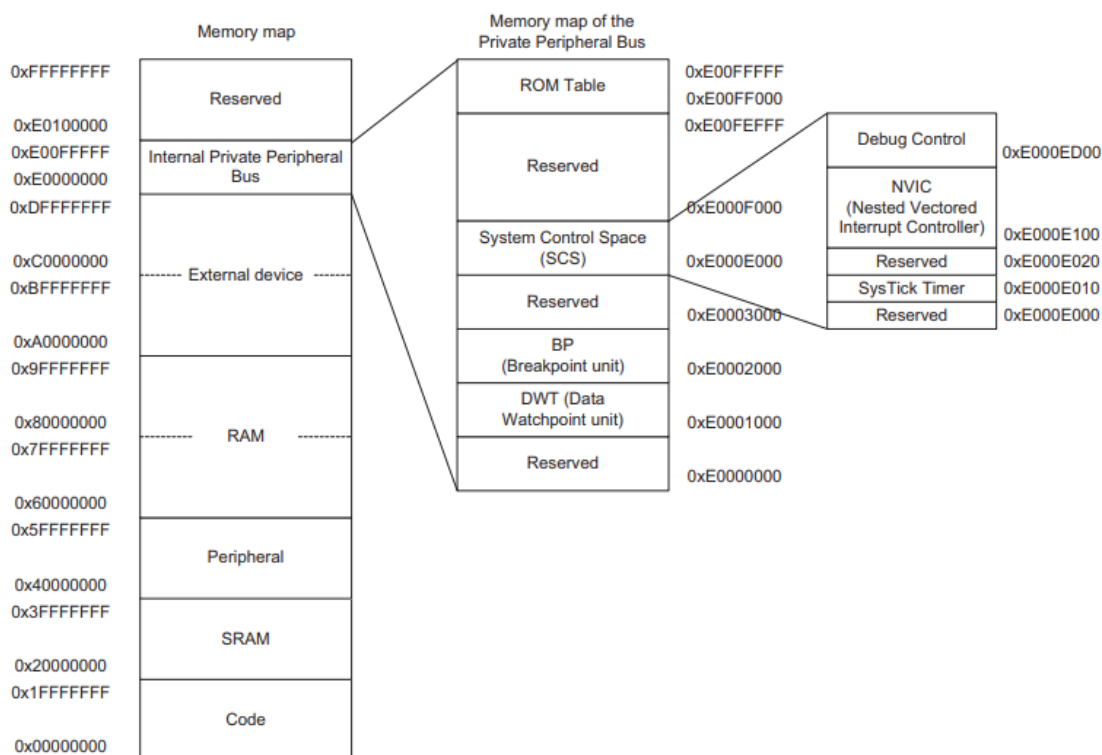 Memory map
0xFFFFFFFF
Reserved
0xE0100000
0xE00FFFFF
Internal Private Peripheral
Bus
0xE0000000
0xDFFFFFFF
0xC0000000
External device
0xBFFFFFFF
0xA0000000
0x9FFFFFFF
0x80000000
RAM
0x7FFFFFFF
0x60000000
0x5FFFFFFF
Peripheral
0x40000000
0x3FFFFFFF
SRAM
0x20000000
0x1FFFFFFF
Code
0x00000000
Memory map of the
Private Peripheral Bus
ROM Table
0xE00FFFFF
0xE00FF000
0xE00FEFFF
Reserved
0xE000F000
System Control Space
(SCS)
0xE000E000
Reserved
0xE0003000
BP
(Breakpoint unit)
0xE0002000
DWT (Data
Watchpoint unit)
0xE0001000
Reserved
0xE0000000
Debug Control
0xE000ED00
NVIC
(Nested Vectored
Interrupt Controller)
0xE000E100
Reserved
0xE000E020
SysTick Timer
0xE000E010
Reserved
0xE000E000